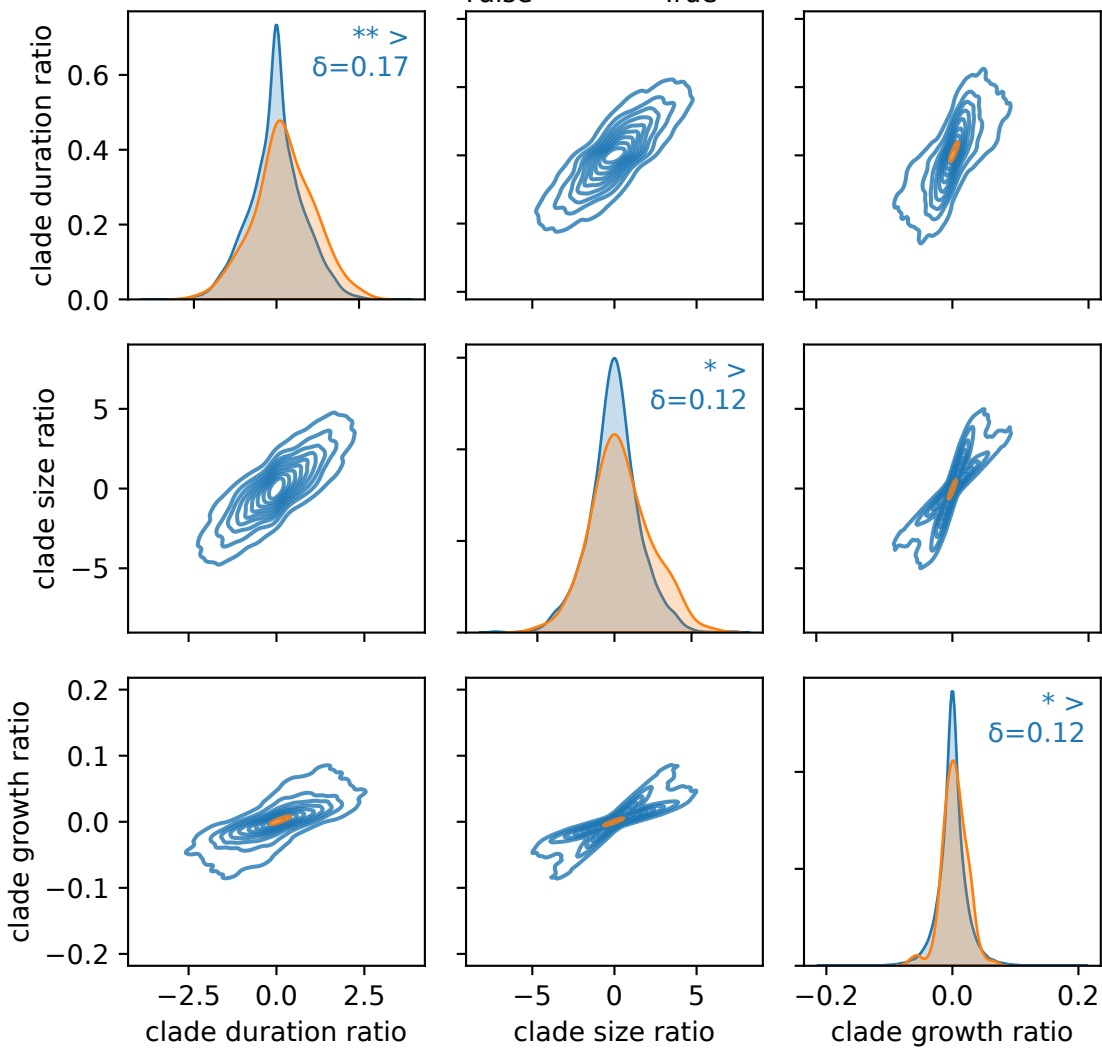 ** >
δ=0.17
clade duration ratio
0.6
0.4
0.2
0.0
* >
δ=0.12
clade size ratio
5
0
−5
* >
δ=0.12
clade growth ratio
0.2
0.1
0.0
−0.1
−0.2
−2.5 0.0 2.5
−5 0 5
−0.2 0.0 0.2
clade duration ratio
clade size ratio
clade growth ratio